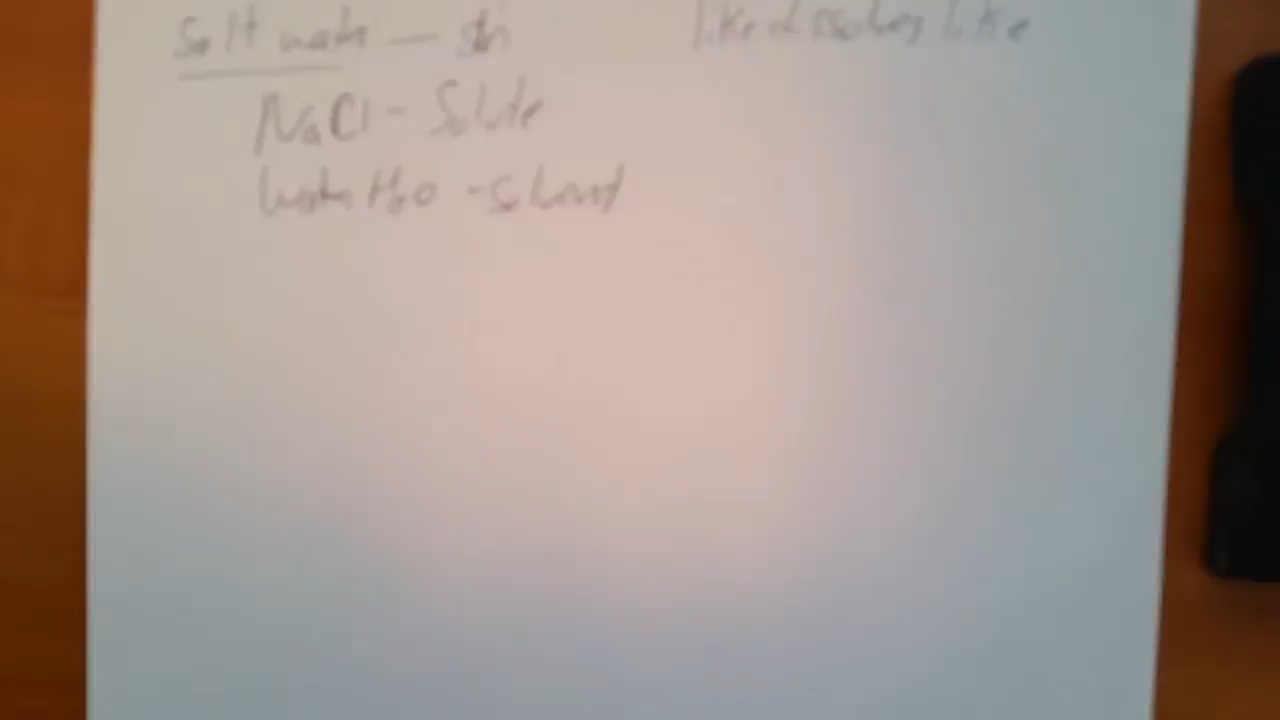 Salt water — sln
like dissolves like
NaCl - Solute
water H2O - Solvent